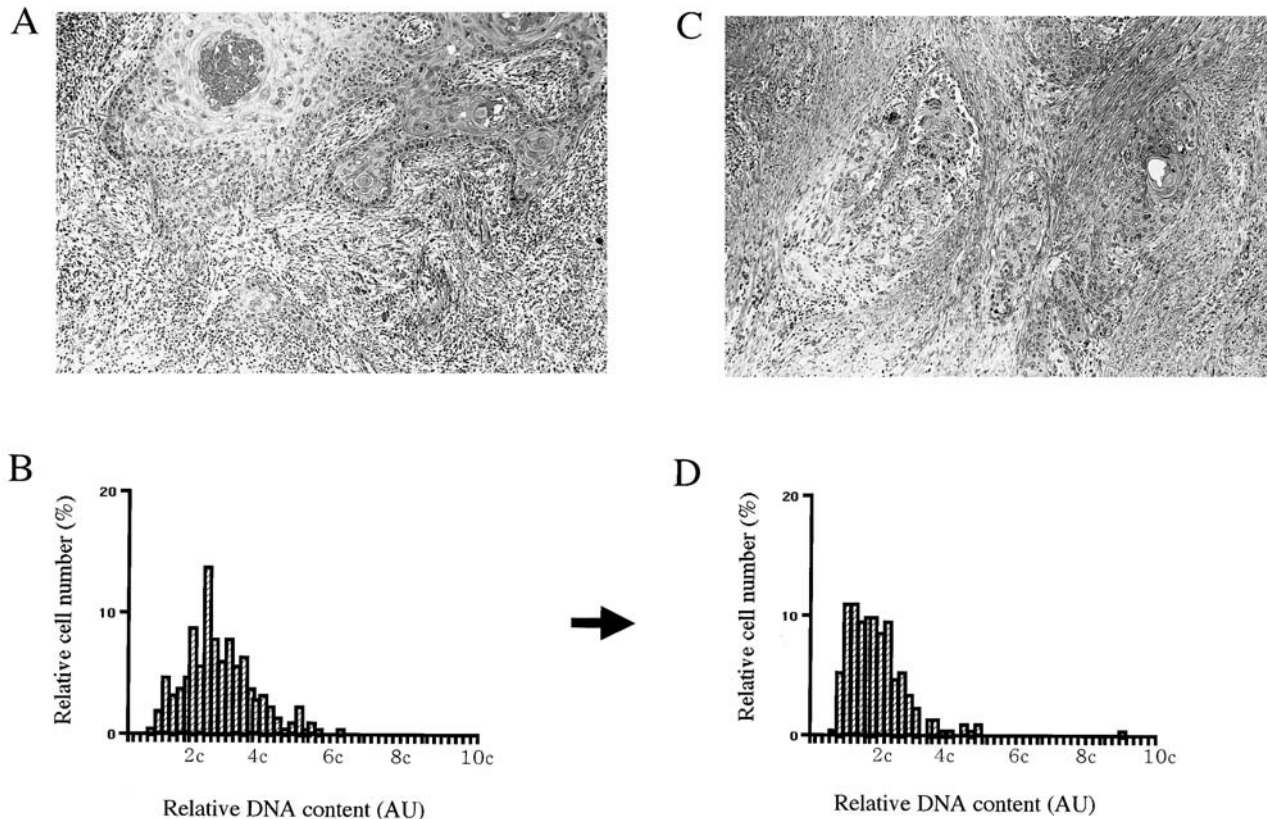 A
C
B
20
10
0
Relative cell number (%)
2c 4c 6c 8c 10c
Relative DNA content (AU)
D
20
10
0
Relative cell number (%)
2c 4c 6c 8c 10c
Relative DNA content (AU)